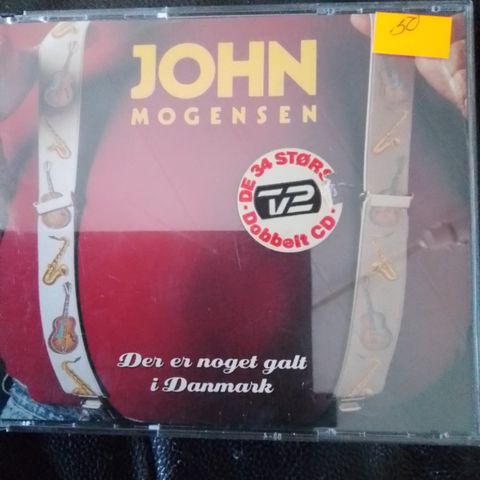 50
JOHN
MOGENSEN
DE 34 STØRS
TV2
Dobbelt CD
Der er noget galt
i Danmark